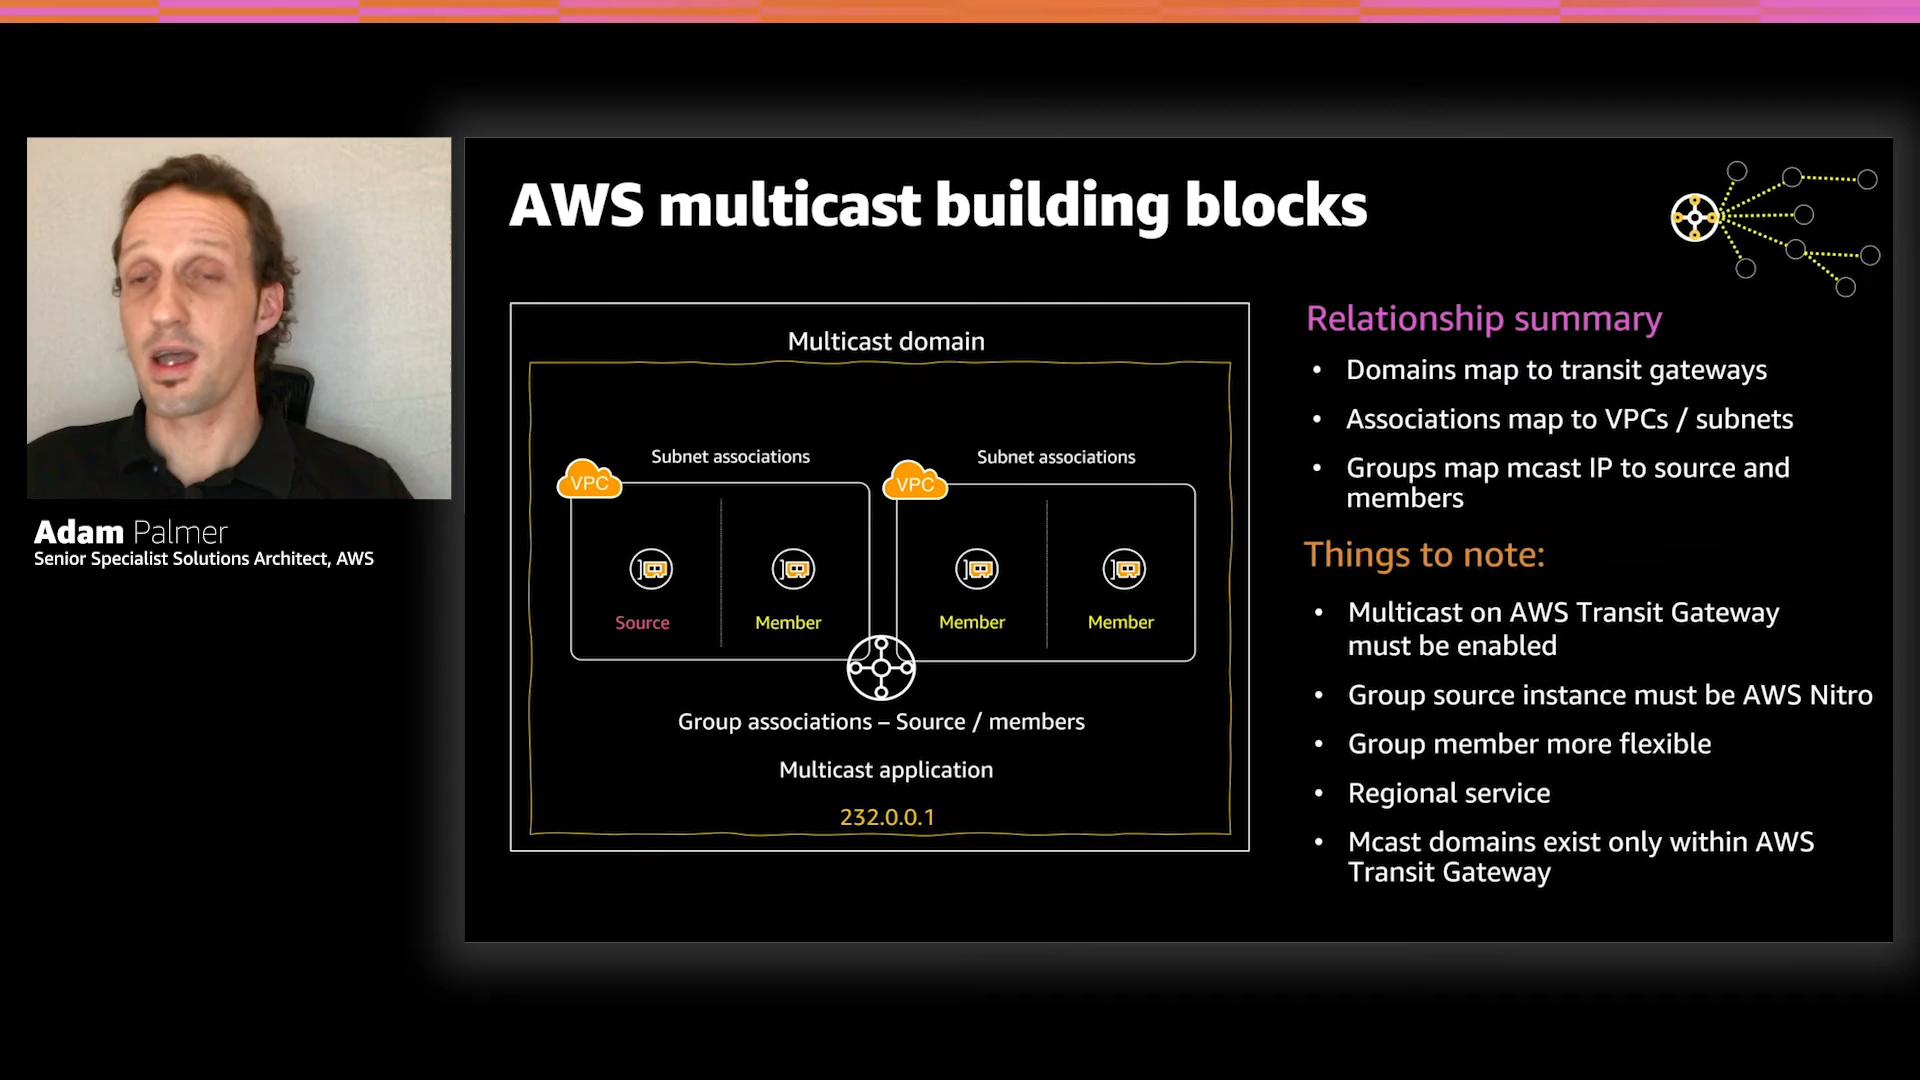 AWS multicast building blocks
Multicast domain
Subnet associations
Subnet associations
VPC
VPC
Source
Member
Member
Member
Group associations – Source / members
Multicast application
232.0.0.1
Relationship summary
• Domains map to transit gateways
• Associations map to VPCs / subnets
• Groups map mcast IP to source and
members
Things to note:
• Multicast on AWS Transit Gateway
must be enabled
• Group source instance must be AWS Nitro
• Group member more flexible
• Regional service
• Mcast domains exist only within AWS
Transit Gateway
Adam Palmer
Senior Specialist Solutions Architect, AWS